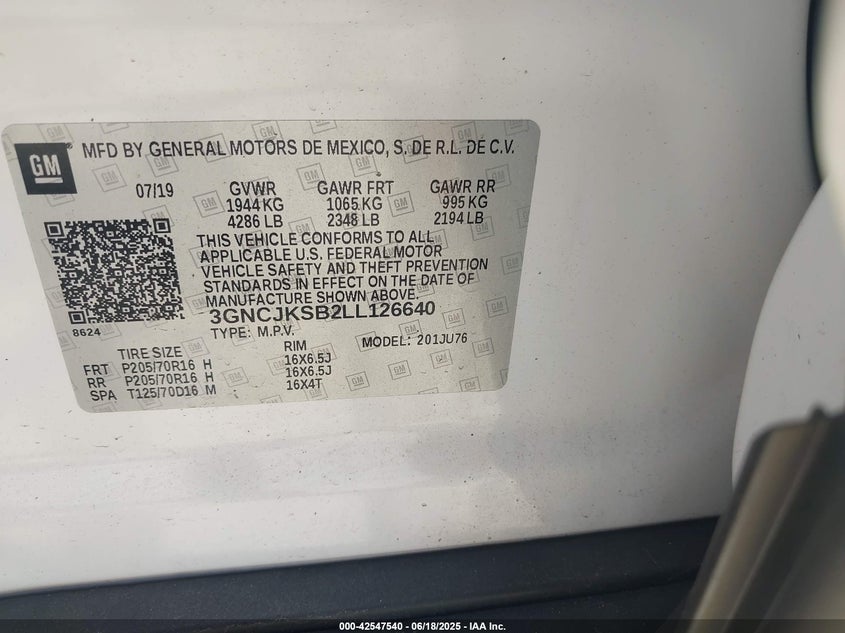 GM
MFD BY GENERAL MOTORS DE MEXICO, S. DE R.L. DE C.V.
07/19 GVWR GAWR FRT GAWR RR
1944 KG 1065 KG 995 KG
4286 LB 2348 LB 2194 LB
THIS VEHICLE CONFORMS TO ALL
APPLICABLE U.S. FEDERAL MOTOR
VEHICLE SAFETY AND THEFT PREVENTION
STANDARDS IN EFFECT ON THE DATE OF
MANUFACTURE SHOWN ABOVE.
8624
3GNCJKSB2LL126640
TYPE: M.P.V. MODEL: 201JU76
TIRE SIZE RIM
FRT P205/70R16 H 16X6.5J
RR P205/70R16 H 16X6.5J
SPA T125/70D16 M 16X4T
000-42547540 - 06/18/2025 - IAA Inc.